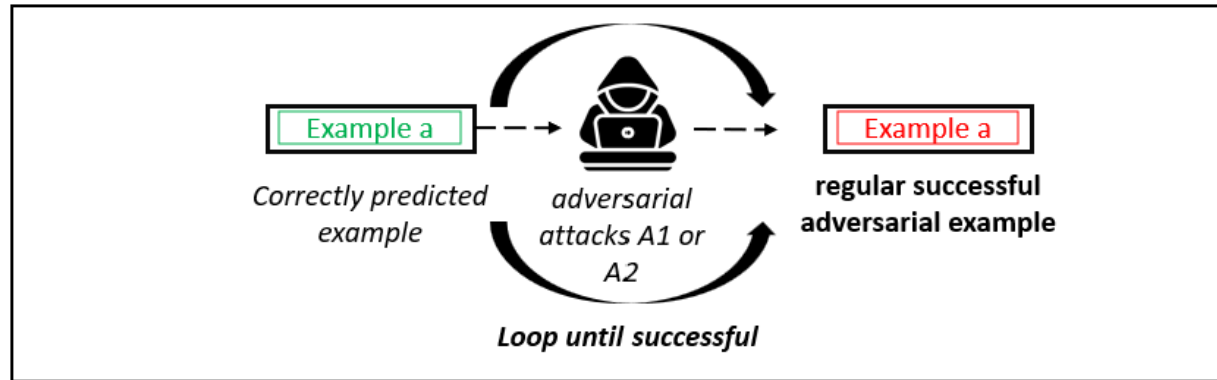 Example a
Correctly predicted
example
adversarial
attacks A1 or
A2
Example a
regular successful
adversarial example
Loop until successful